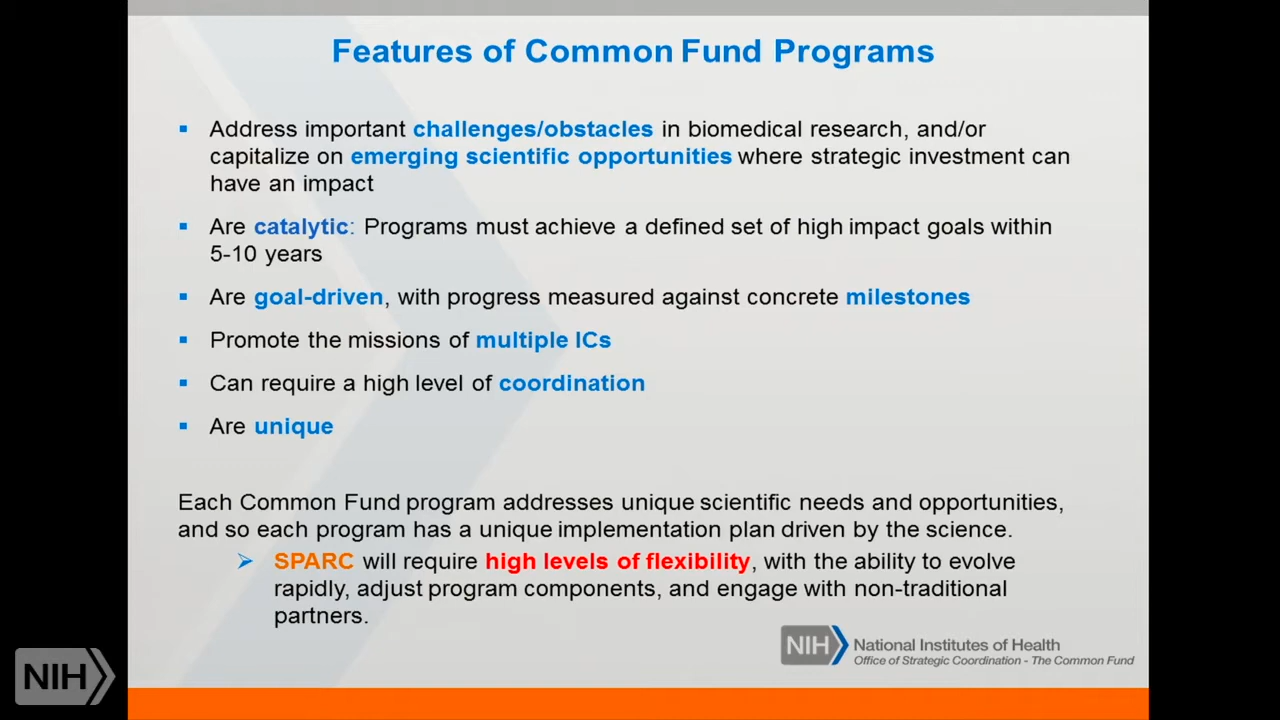 Features of Common Fund Programs
▪ Address important challenges/obstacles in biomedical research, and/or
capitalize on emerging scientific opportunities where strategic investment can
have an impact
▪ Are catalytic: Programs must achieve a defined set of high impact goals within
5-10 years
▪ Are goal-driven, with progress measured against concrete milestones
▪ Promote the missions of multiple ICs
▪ Can require a high level of coordination
▪ Are unique
Each Common Fund program addresses unique scientific needs and opportunities,
and so each program has a unique implementation plan driven by the science.
➢ SPARC will require high levels of flexibility, with the ability to evolve
rapidly, adjust program components, and engage with non-traditional
partners.
NIH National Institutes of Health
Office of Strategic Coordination - The Common Fund
NIH